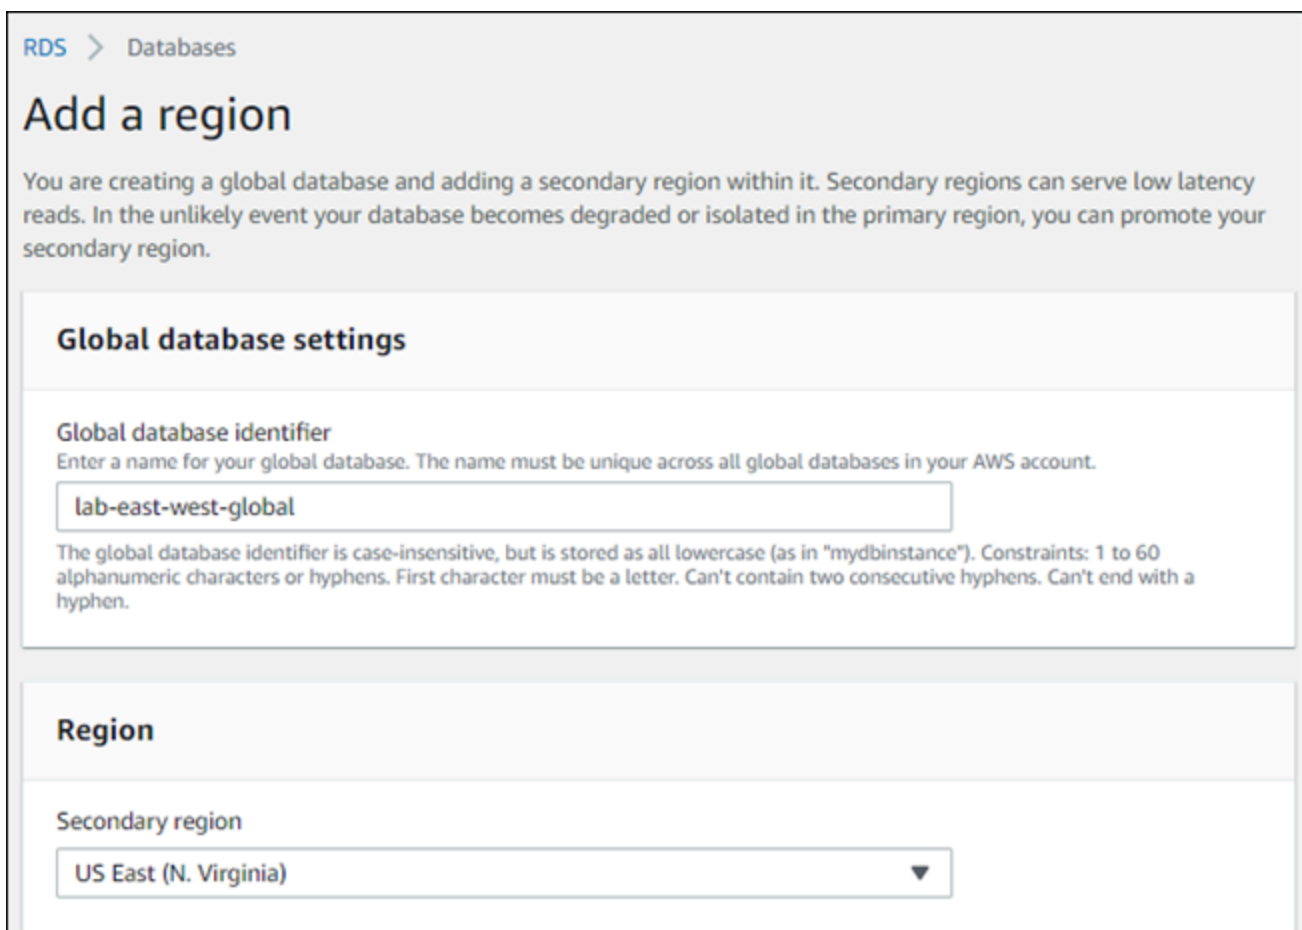 RDS > Databases
Add a region
You are creating a global database and adding a secondary region within it. Secondary regions can serve low latency
reads. In the unlikely event your database becomes degraded or isolated in the primary region, you can promote your
secondary region.
Global database settings
Global database identifier
Enter a name for your global database. The name must be unique across all global databases in your AWS account.
lab-east-west-global
The global database identifier is case-insensitive, but is stored as all lowercase (as in "mydbinstance"). Constraints: 1 to 60
alphanumeric characters or hyphens. First character must be a letter. Can't contain two consecutive hyphens. Can't end with a
hyphen.
Region
Secondary region
US East (N. Virginia)